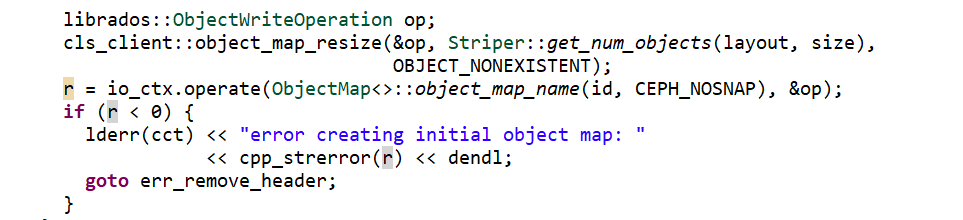 librados::ObjectWriteOperation op;
cls_client::object_map_resize(&op, Striper::get_num_objects(layout, size),
OBJECT_NONEXISTENT);
r = io_ctx.operate(ObjectMap<>::object_map_name(id, CEPH_NOSNAP), &op);
if (r < 0) {
lderr(cct) << "error creating initial object map: "
<< cpp_strerror(r) << dendl;
goto err_remove_header;
}